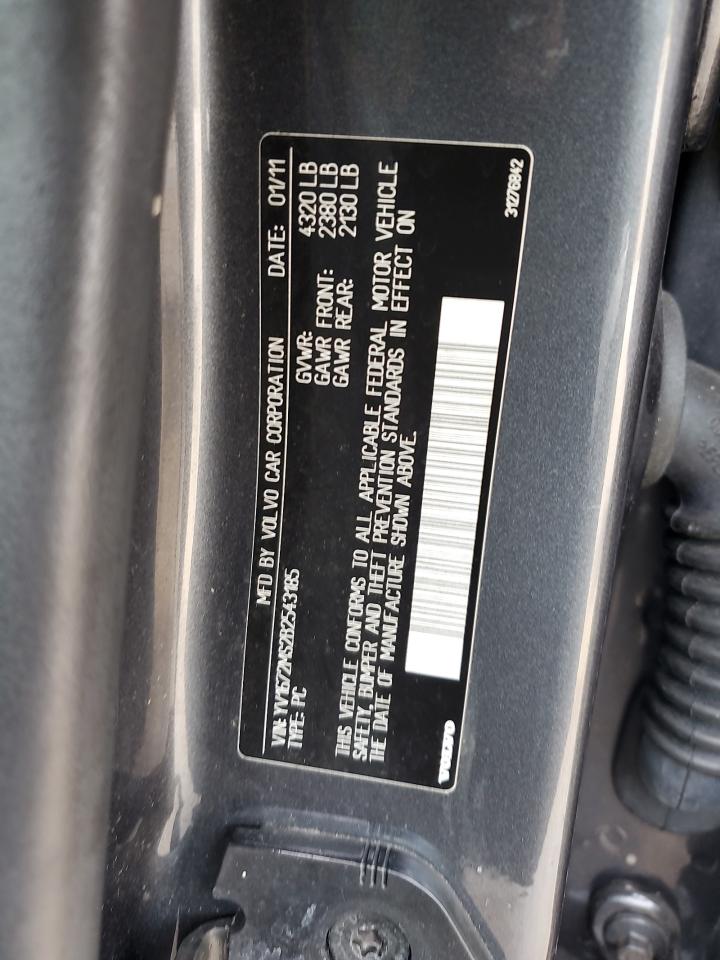 MFD BY VOLVO CAR CORPORATION DATE: 01/11
VIN: YV1672MS2B2543185
TYPE: PC
GVWR: 4320 LB
GAWR FRONT: 2380 LB
GAWR REAR: 2130 LB
THIS VEHICLE CONFORMS TO ALL APPLICABLE FEDERAL MOTOR VEHICLE
SAFETY, BUMPER AND THEFT PREVENTION STANDARDS IN EFFECT ON
THE DATE OF MANUFACTURE SHOWN ABOVE.
VOLVO
31276842